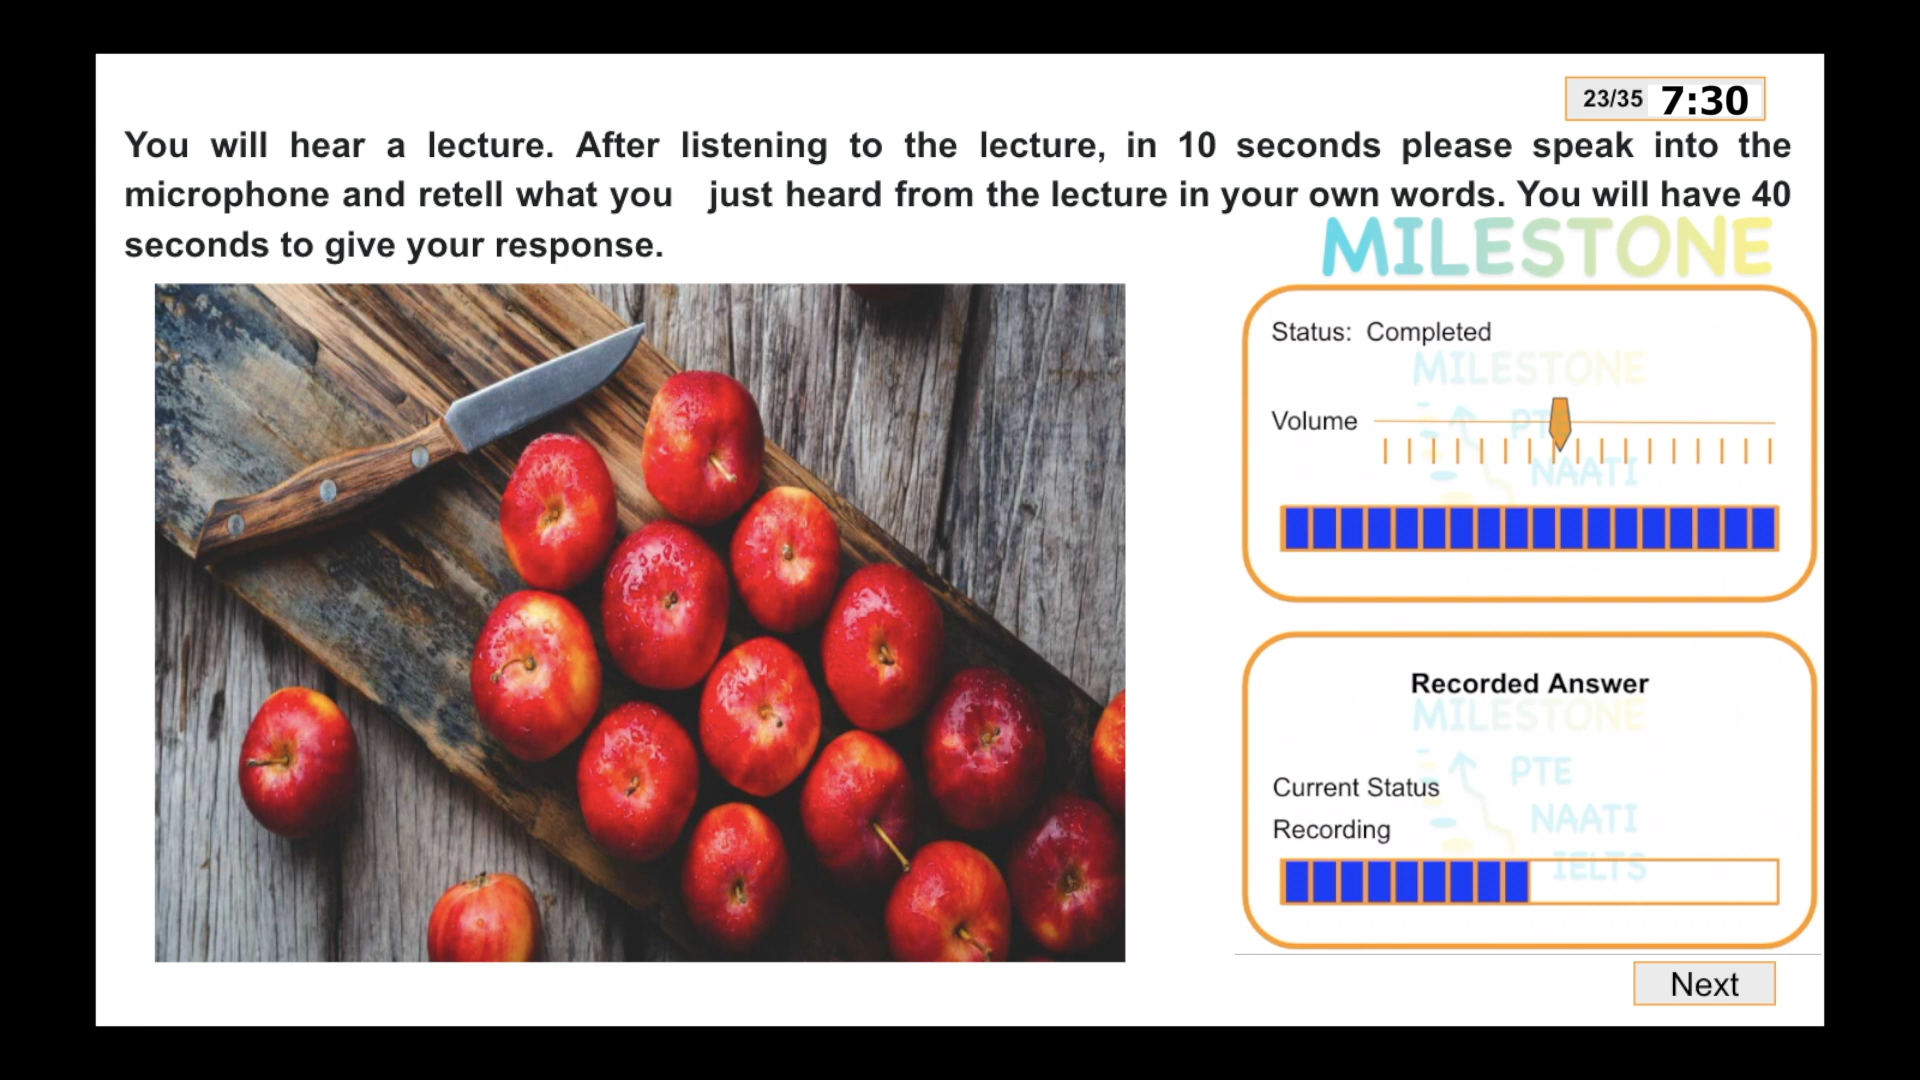 23/35 7:30
You will hear a lecture. After listening to the lecture, in 10 seconds please speak into the
microphone and retell what you just heard from the lecture in your own words. You will have 40
seconds to give your response.
MILESTONE
Status: Completed
MILESTONE
Volume
PTE
NAATI
Recorded Answer
MILESTONE
PTE
Current Status
NAATI
Recording
IELTS
Next